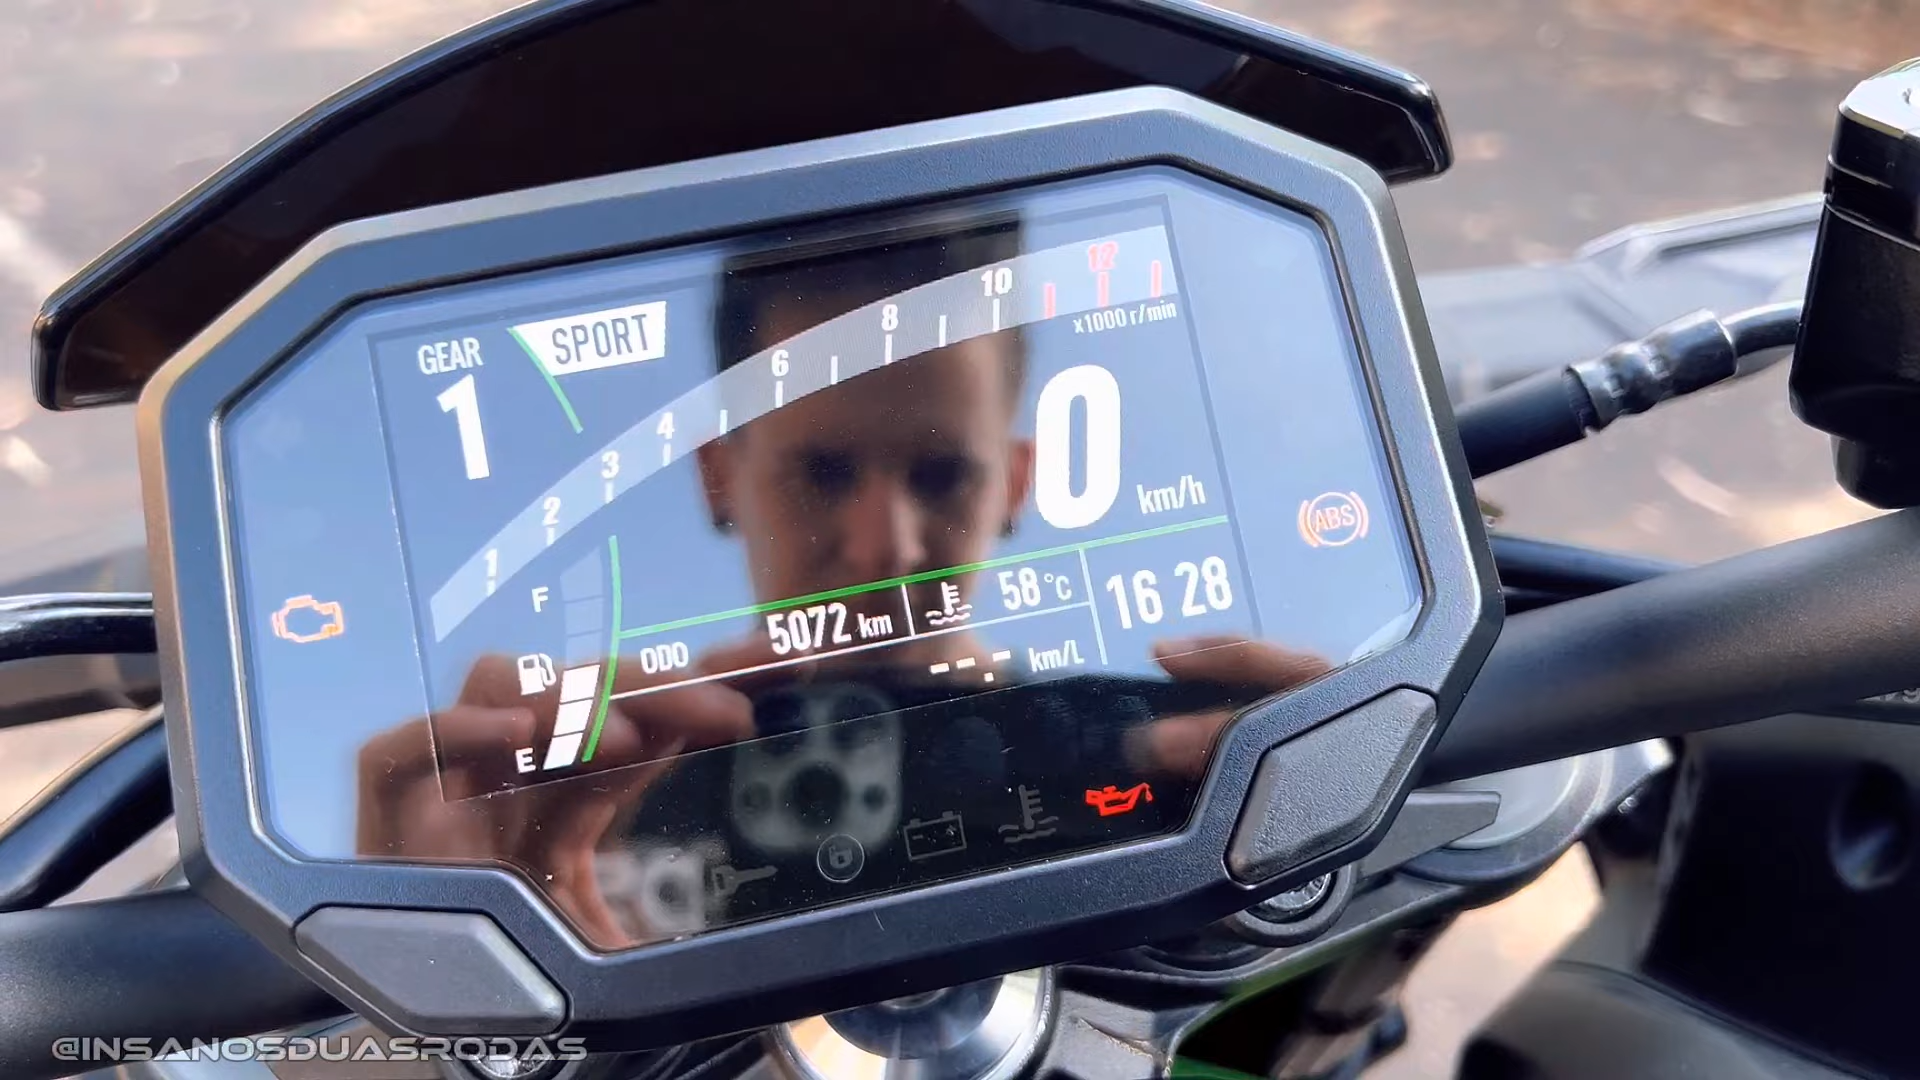 GEAR
1
SPORT
1
2
3
4
6
8
10
12
x1000 r/min
0
km/h
ABS
F
E
ODO
5072 km
58 °C
16 28
--.- km/L
@INSANOSDUASRODAS